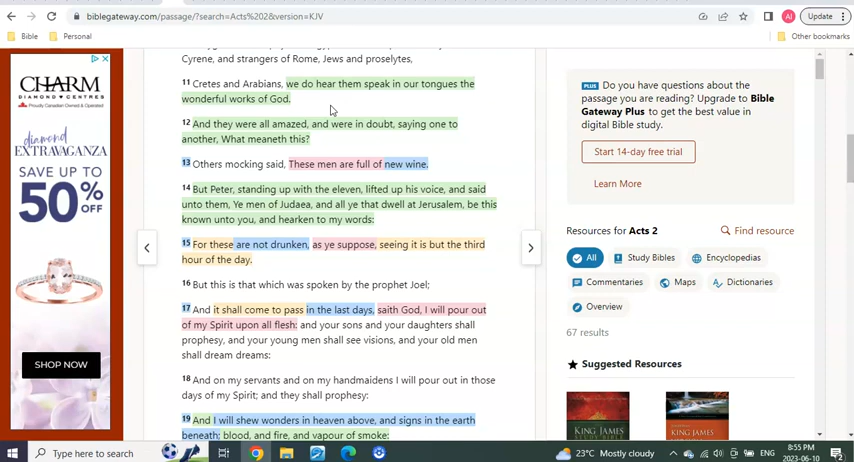 biblegateway.com/passage/?search=Acts%202&version=KJV
AI
Update
Bible
Personal
Other bookmarks
CHARM
DIAMOND CENTRES
Proudly Canadian Owned & Operated
diamond
EXTRAVAGANZA
SAVE UP TO
50%
OFF
SHOP NOW
Cyrene, and strangers of Rome, Jews and proselytes,
11 Cretes and Arabians, we do hear them speak in our tongues the
wonderful works of God.
12 And they were all amazed, and were in doubt, saying one to
another, What meaneth this?
13 Others mocking said, These men are full of new wine.
14 But Peter, standing up with the eleven, lifted up his voice, and said
unto them, Ye men of Judaea, and all ye that dwell at Jerusalem, be this
known unto you, and hearken to my words:
15 For these are not drunken, as ye suppose, seeing it is but the third
hour of the day.
16 But this is that which was spoken by the prophet Joel;
17 And it shall come to pass in the last days, saith God, I will pour out
of my Spirit upon all flesh: and your sons and your daughters shall
prophesy, and your young men shall see visions, and your old men
shall dream dreams:
18 And on my servants and on my handmaidens I will pour out in those
days of my Spirit; and they shall prophesy:
19 And I will shew wonders in heaven above, and signs in the earth
beneath; blood, and fire, and vapour of smoke:
PLUS Do you have questions about the
passage you are reading? Upgrade to Bible
Gateway Plus to get the best value in
digital Bible study.
Start 14-day free trial
Learn More
Resources for Acts 2
Find resource
All
Study Bibles
Encyclopedias
Commentaries
Maps
Dictionaries
Overview
67 results
Suggested Resources
KING JAMES
KING JAMES
Type here to search
23°C Mostly cloudy
ENG
8:55 PM
2023-06-10
2